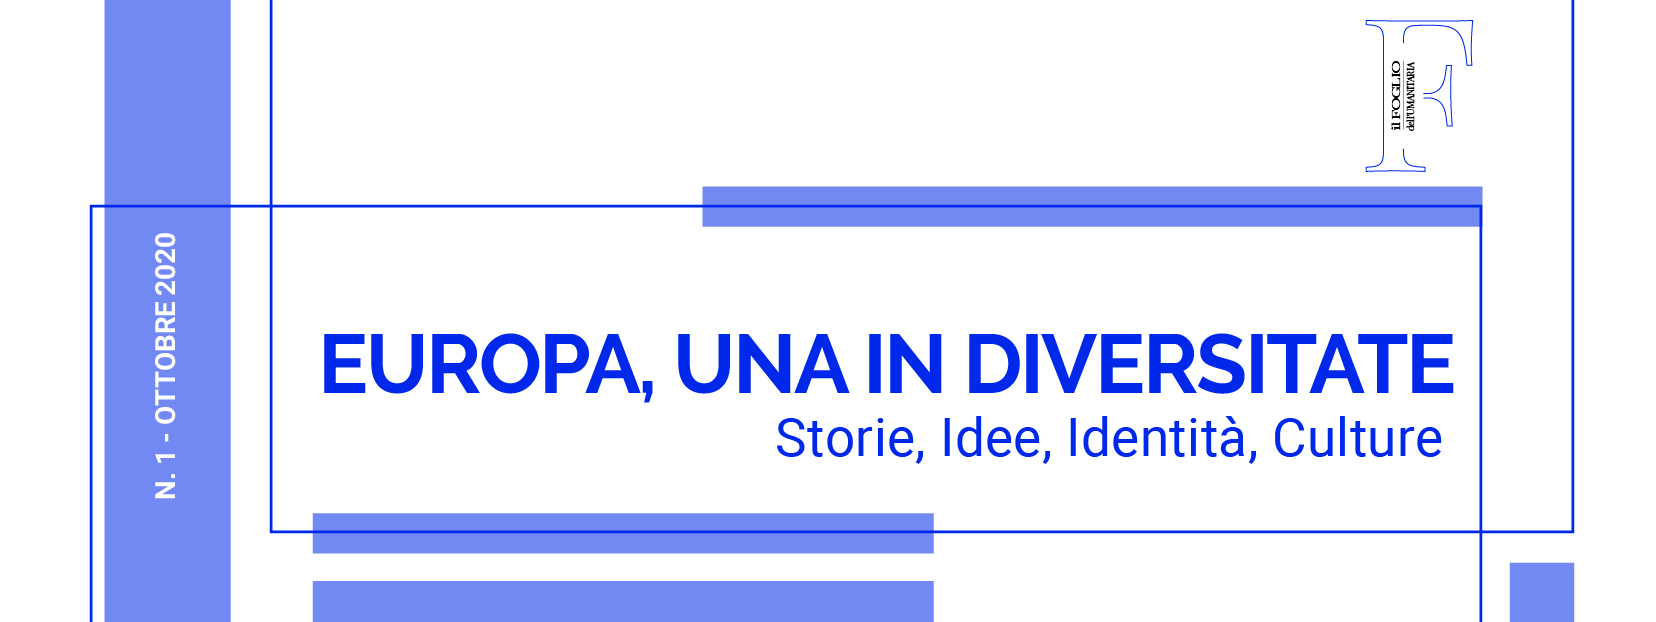 F
il FOGLIO
dell'UMANITARIA
N. 1 - OTTOBRE 2020
EUROPA, UNA IN DIVERSITATE
Storie, Idee, Identità, Culture